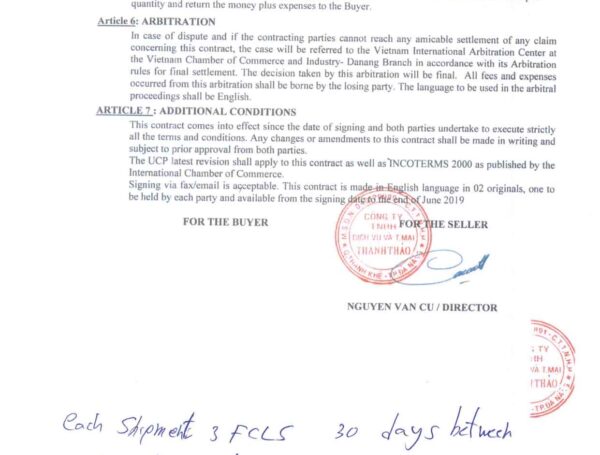 quantity and return the money plus expenses to the Buyer.
Article 6: ARBITRATION
In case of dispute and if the contracting parties cannot reach any amicable settlement of any claim
concerning this contract, the case will be referred to the Vietnam International Arbitration Center at
the Vietnam Chamber of Commerce and Industry- Danang Branch in accordance with its Arbitration
rules for final settlement. The decision taken by this arbitration will be final. All fees and expenses
occurred from this arbitration shall be borne by the losing party. The language to be used in the arbitral
proceedings shall be English.
ARTICLE 7 : ADDITIONAL CONDITIONS
This contract comes into effect since the date of signing and both parties undertake to execute strictly
all the terms and conditions. Any changes or amendments to this contract shall be made in writing and
subject to prior approval from both parties.
The UCP latest revision shall apply to this contract as well as INCOTERMS 2000 as published by the
International Chamber of Commerce.
Signing via fax/email is acceptable. This contract is made in English language in 02 originals, one to
be held by each party and available from the signing date to the end of June 2019
FOR THE BUYER FOR THE SELLER
CÔNG TY
TNHH
DỊCH VỤ VÀ T.MẠI
THANH THẢO
Q.THANH KHÊ - TP ĐÀ NẴNG
NGUYEN VAN CU / DIRECTOR
TY
HH
VÀ T.MẠI
THẢO
each Shipment 3 FCLS 30 days between